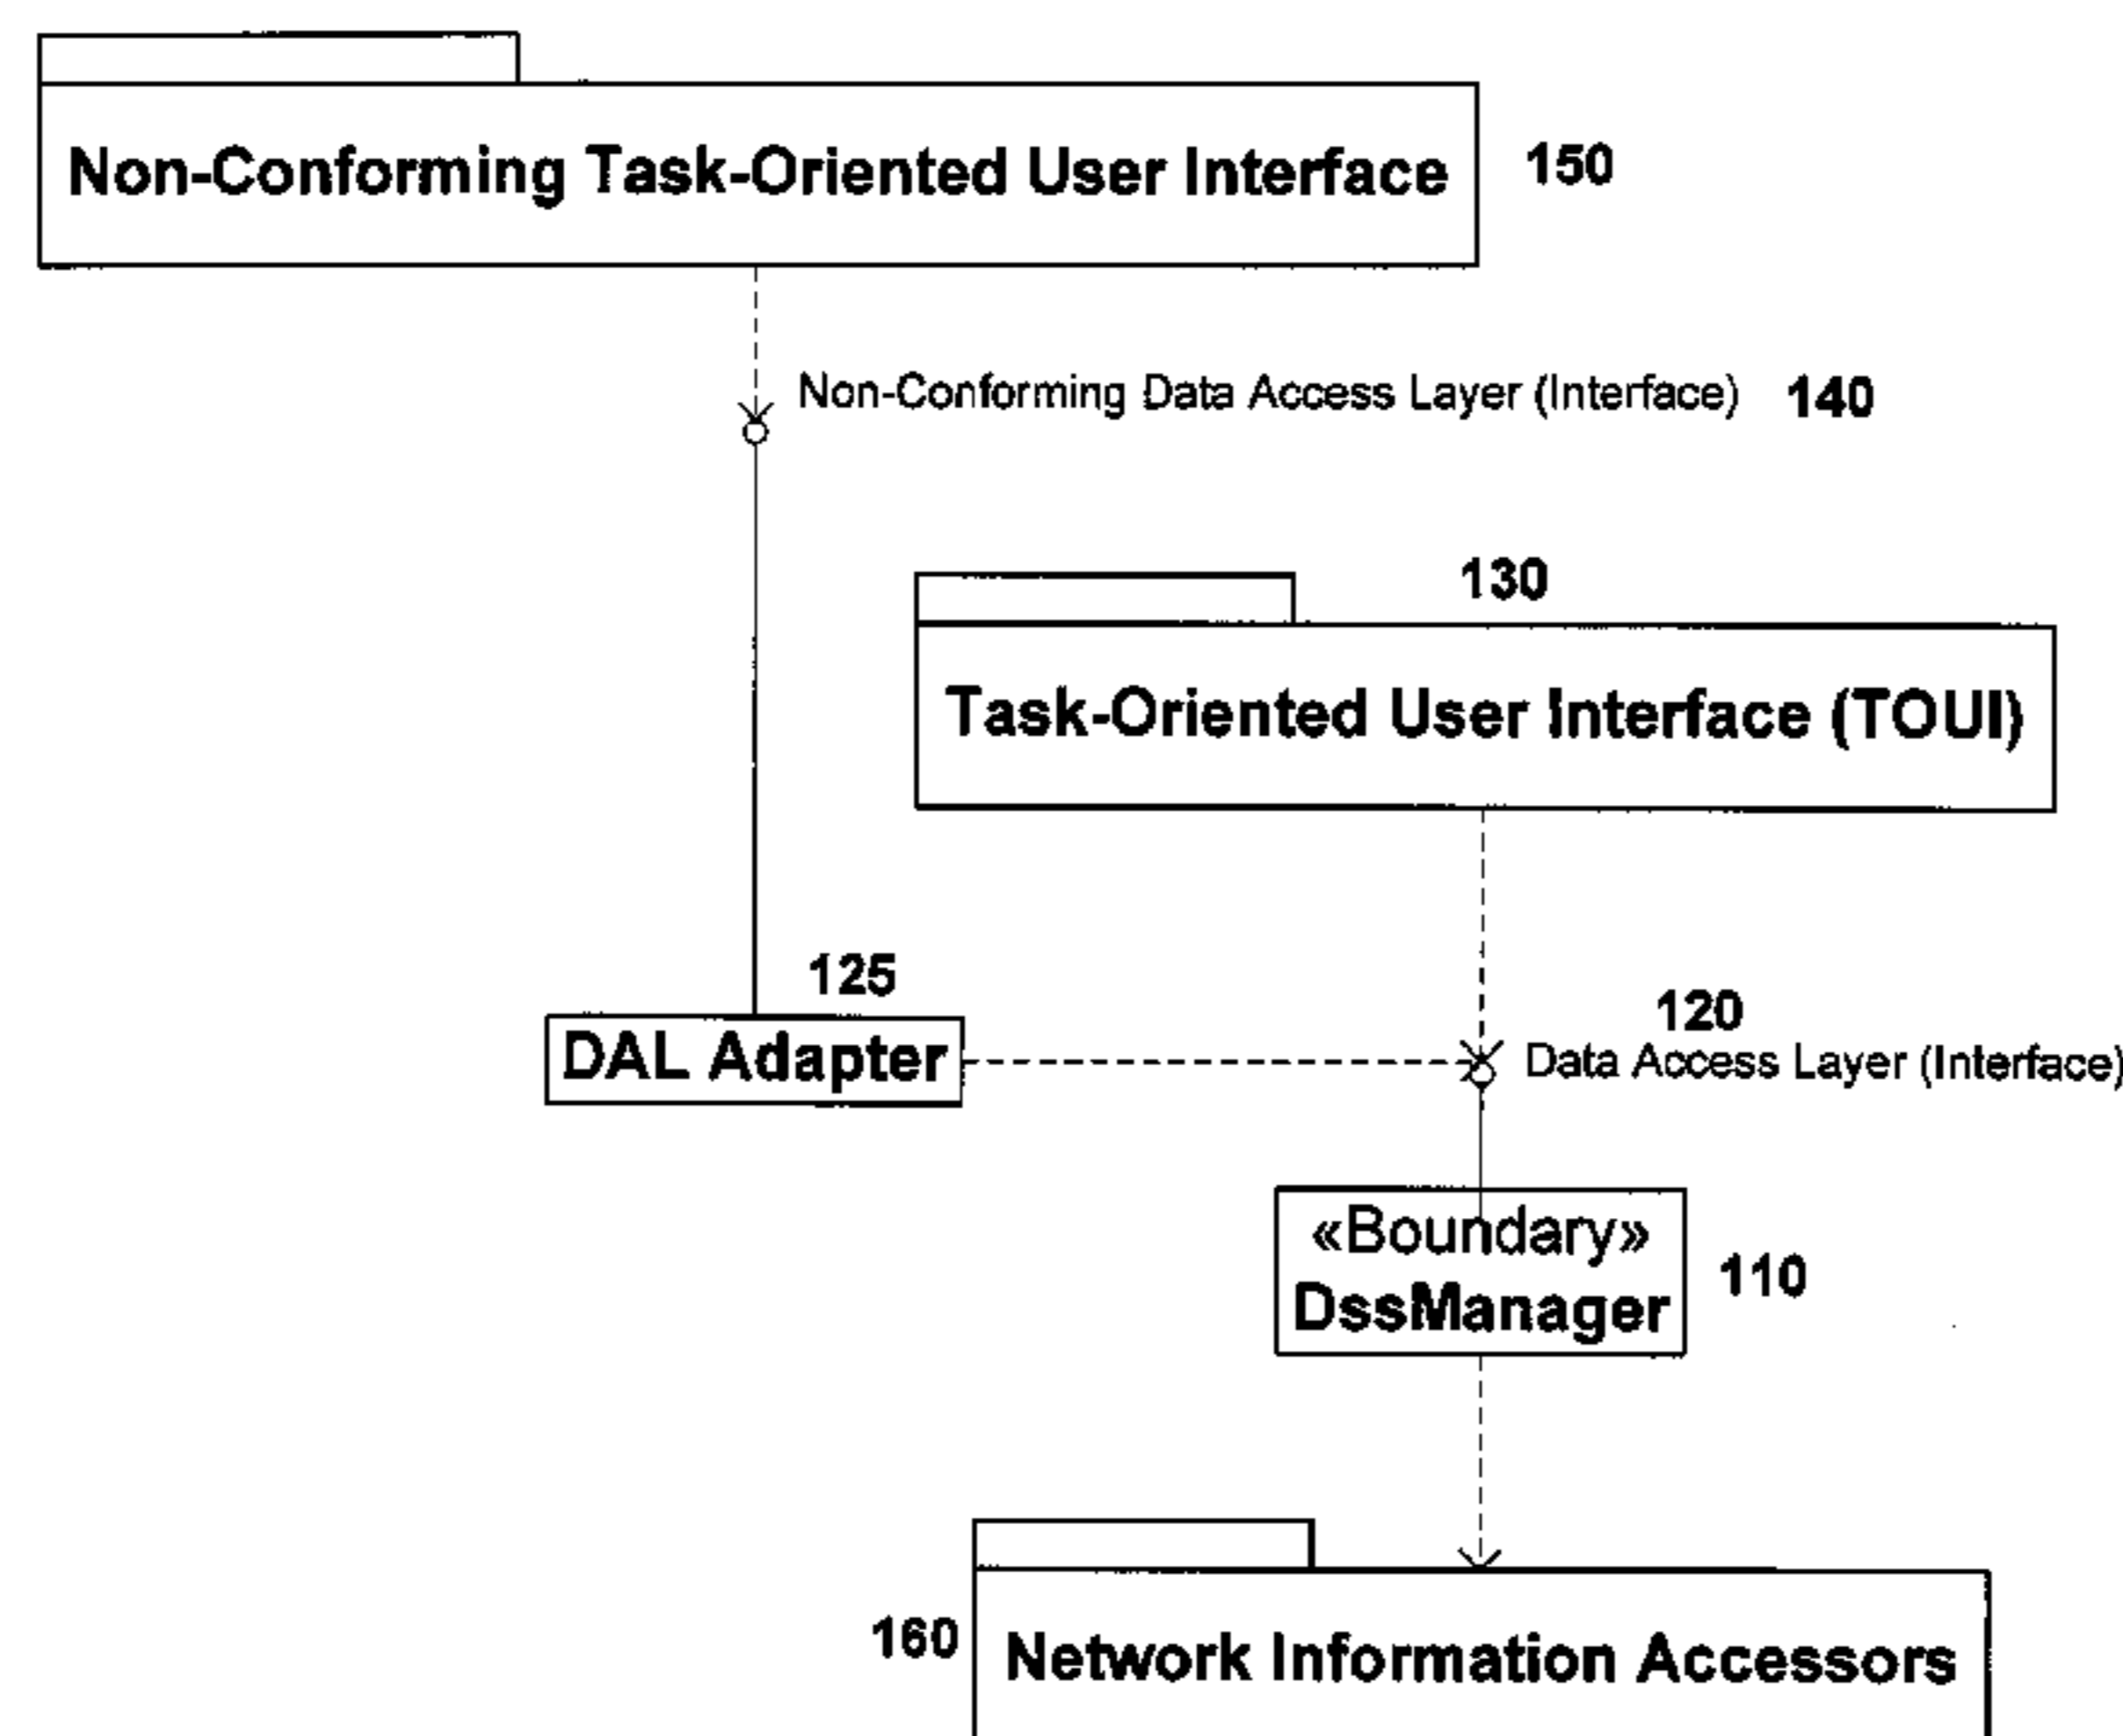 Non-Conforming Task-Oriented User Interface 150
Non-Conforming Data Access Layer (Interface) 140
130
Task-Oriented User Interface (TOUI)
125
DAL Adapter
120
Data Access Layer (Interface)
«Boundary»
DssManager
110
160
Network Information Accessors